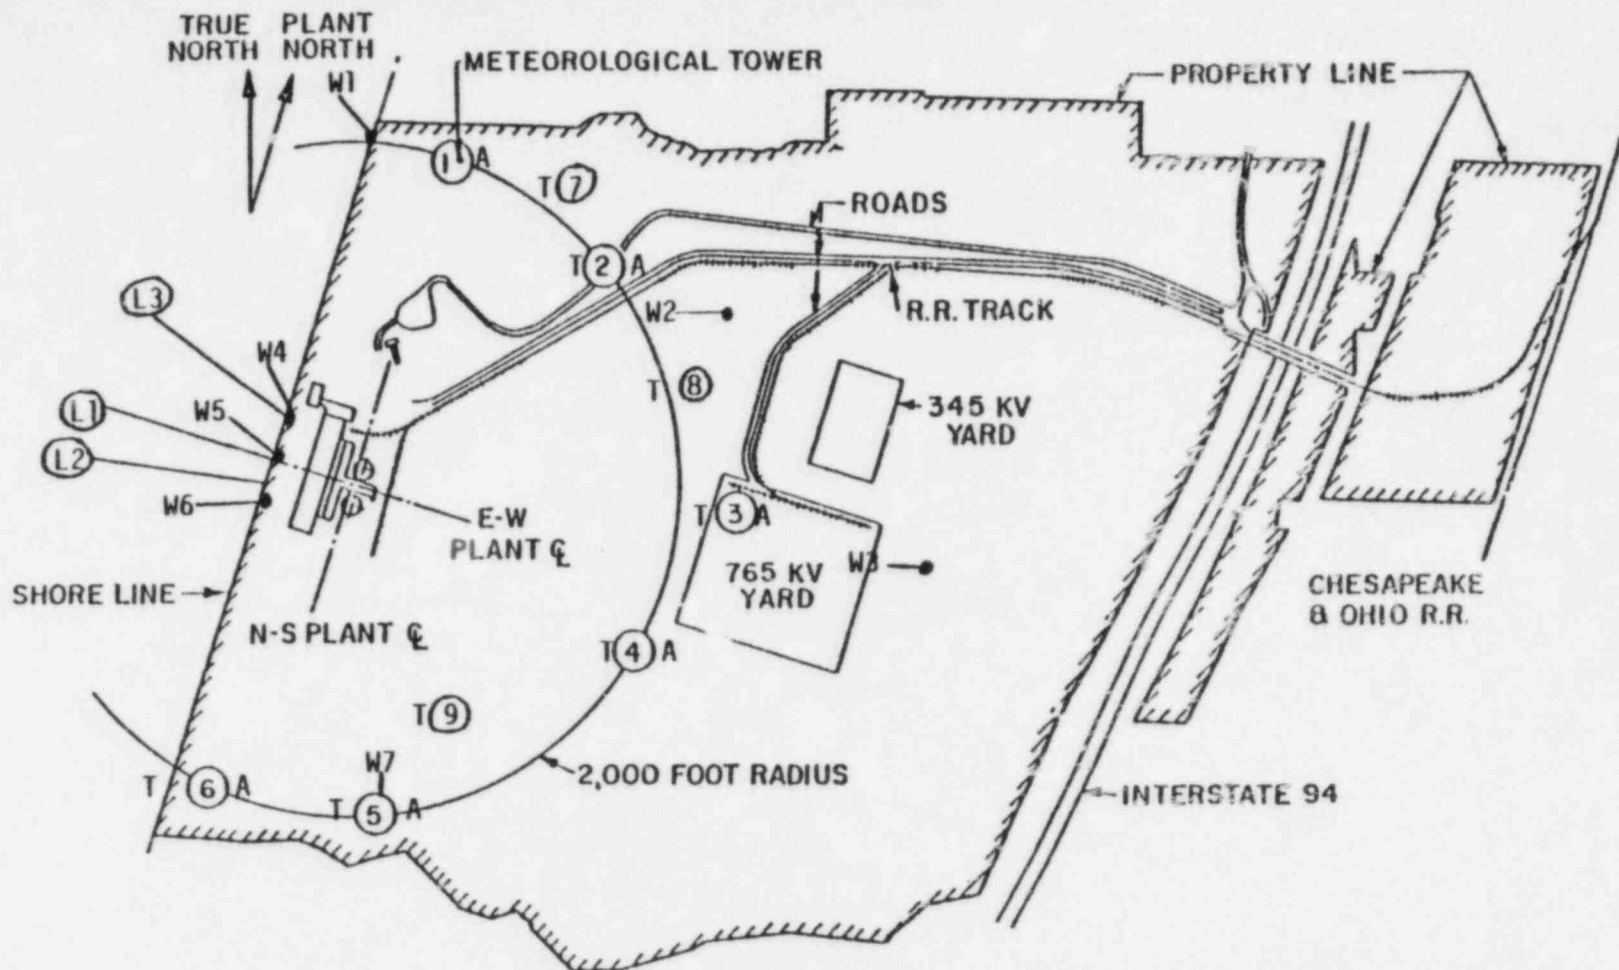 TRUE NORTH
PLANT NORTH
W1
METEOROLOGICAL TOWER
PROPERTY LINE
1 A
T 7
ROADS
T 2 A
L3
W2
R.R. TRACK
W4
T 8
L1
W5
345 KV
YARD
L2
W6
T 3 A
E-W
PLANT ℄
765 KV
YARD
W3
SHORE LINE
CHESAPEAKE
& OHIO R.R.
N-S PLANT ℄
T 4 A
T 9
W7
2,000 FOOT RADIUS
T 6 A
T 5 A
INTERSTATE 94